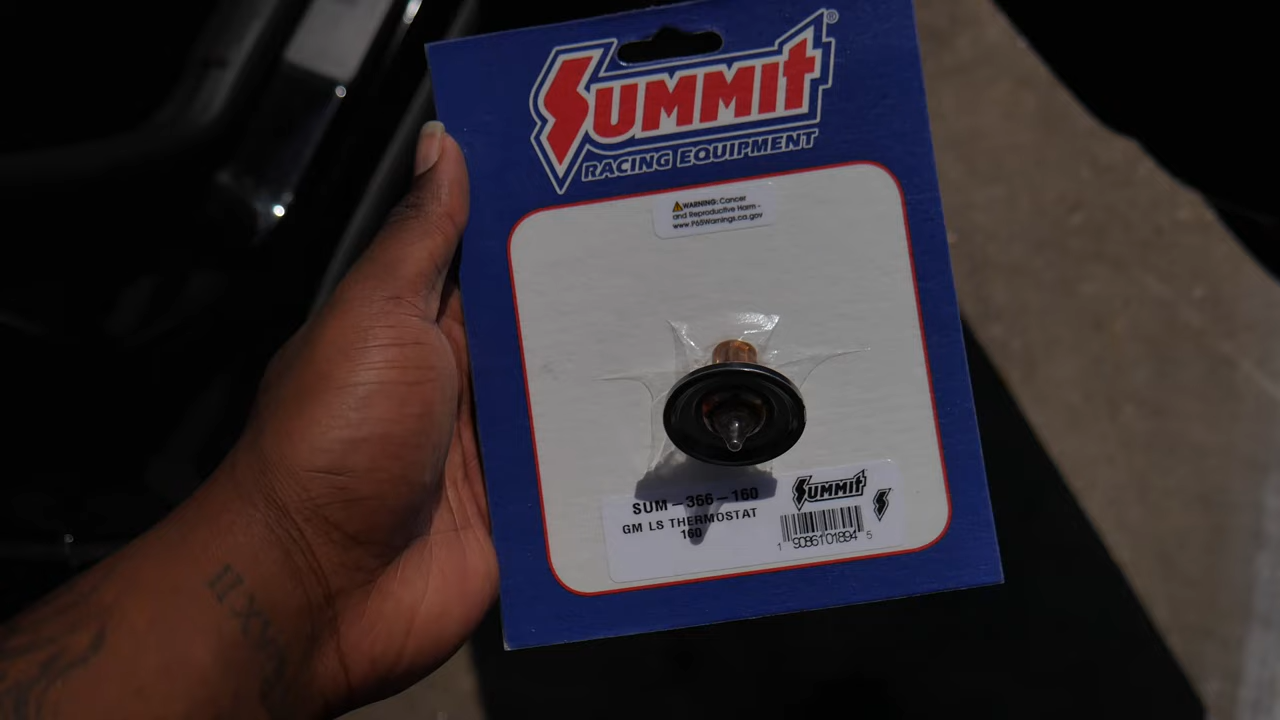 SUMMIT®
RACING EQUIPMENT
WARNING: Cancer
and Reproductive Harm -
www.P65Warnings.ca.gov
SUM-366-160
GM LS THERMOSTAT
160
SUMMIT
1 90861 01894 5